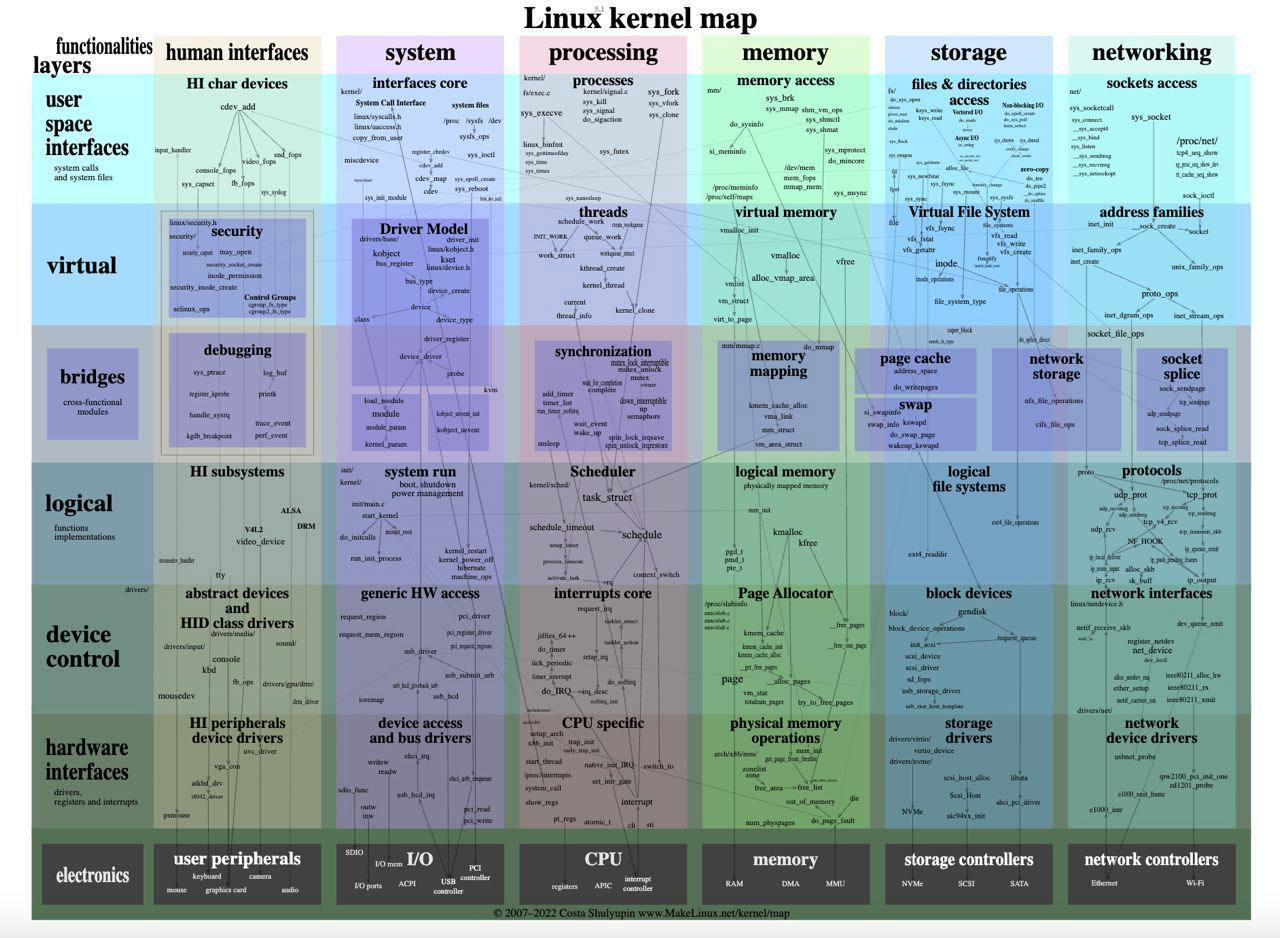 Linux kernel map
5.1
functionalities
layers
human interfaces
system
processing
memory
storage
networking
user
space
interfaces
system calls
and system files
HI char devices
cdev_add
input_handler
console_fops
video_fops
snd_fops
fb_fops
sys_capset
sys_syslog
interfaces core
kernel/
System Call Interface
system files
linux/syscalls.h
linux/uaccess.h
copy_from_user
/proc /sysfs /dev
sysfs_ops
miscdevice
register_chrdev
sys_ioctl
cdev_add
cdev_map
cdev
sys_epoll_create
sys_reboot
sys_init_module
processes
kernel/
fs/exec.c
kernel/signal.c
sys_kill
sys_signal
do_sigaction
sys_fork
sys_vfork
sys_clone
sys_execve
linux_binfmt
sys_gettimeofday
sys_time
sys_times
sys_futex
sys_nanosleep
memory access
mm/
sys_brk
sys_mmap
shm_vm_ops
sys_shmctl
sys_shmat
do_sysinfo
si_meminfo
sys_mprotect
do_mincore
/dev/mem
mem_fops
mmap_mem
/proc/meminfo
/proc/self/maps
sys_msync
files & directories
access
fs/
do_sys_open
ksys_write
ksys_read
Vectored I/O
Non-blocking I/O
Async I/O
sys_flock
sys_swapon
sys_newfstat
sys_fsync
sys_sync
sys_mount
alloc_file
fd
fget
file
zero-copy
do_tee
do_pipe2
sockets access
net/
sys_socketcall
sys_connect
__sys_accept4
__sys_bind
sys_listen
__sys_sendmsg
__sys_recvmsg
__sys_setsockopt
sys_socket
/proc/net/
tcp4_seq_show
rt_cache_seq_show
sock_ioctl
virtual
linux/security.h
security/
security
security_capset
may_open
security_socket_create
inode_permission
security_inode_create
Control Groups
cgroup_fs_type
cgroup2_fs_type
selinux_ops
Driver Model
drivers/base/
driver_init
linux/kobject.h
kobject
kset
bus_register
linux/device.h
bus_type
device_create
device
class
device_type
driver_register
device_driver
probe
kvm
threads
schedule_work
create_workqueue
INIT_WORK
queue_work
work_struct
workqueue_struct
kthread_create
kernel_thread
current
thread_info
kernel_clone
virtual memory
vmalloc_init
vmalloc
vfree
alloc_vmap_area
vmlist
vm_struct
virt_to_page
Virtual File System
vfs_fsync
file_systems
vfs_fstat
vfs_read
vfs_write
vfs_getattr
vfs_create
inode
fsnotify
inode_operations
file_operations
file_system_type
super_block
do_splice_direct
address families
inet_init
__sock_create
socket
inet_family_ops
inet_create
unix_family_ops
proto_ops
inet_dgram_ops
inet_stream_ops
socket_file_ops
bridges
cross-functional
modules
debugging
sys_ptrace
log_buf
register_kprobe
printk
handle_sysrq
trace_event
kgdb_breakpoint
perf_event
load_module
module
module_param
kernel_param
kobject_uevent_init
kobject_uevent
synchronization
mutex_lock_interruptible
mutex_unlock
mutex
owner
wait_for_completion
complete
add_timer
timer_list
run_timer_softirq
down_interruptible
up
semaphore
wait_event
wake_up
msleep
spin_lock_irqsave
spin_unlock_irqrestore
mm/mmap.c
do_mmap
memory
mapping
kmem_cache_alloc
vma_link
mm_struct
vm_area_struct
page cache
address_space
do_writepages
swap
si_swapinfo
swap_info
kswapd
do_swap_page
wakeup_kswapd
network
storage
nfs_file_operations
cifs_file_ops
socket
splice
sock_sendpage
tcp_sendpage
udp_sendpage
sock_splice_read
tcp_splice_read
logical
functions
implementations
HI subsystems
ALSA
V4L2
DRM
video_device
mousedev_handler
tty
system run
init/
kernel/
boot, shutdown
power management
init/main.c
start_kernel
do_initcalls
mount_root
run_init_process
kernel_restart
kernel_power_off
hibernate
machine_ops
Scheduler
kernel/sched/
task_struct
schedule_timeout
schedule
setup_timer
process_timeout
activate_task
context_switch
rq
logical memory
physically mapped memory
mm_init
kmalloc
kfree
pgd_t
pmd_t
pte_t
logical
file systems
ext4_file_operations
ext4_readdir
protocols
proto
/proc/net/protocols
udp_prot
tcp_prot
udp_recvmsg
udp_sendmsg
tcp_recvmsg
tcp_sendmsg
udp_rcv
tcp_v4_rcv
tcp_transmit_skb
NF_HOOK
ip_local_deliver
ip_queue_xmit
ip_push_pending_frames
ip_route_input
alloc_skb
ip_rcv
sk_buff
ip_output
device
control
drivers/
abstract devices
and
HID class drivers
drivers/media/
drivers/input/
sound/
console
kbd
fb_ops
drivers/gpu/drm/
mousedev
drm_driver
generic HW access
request_region
pci_driver
request_mem_region
pci_register_driver
pci_request_regions
usb_driver
usb_submit_urb
usb_hcd_giveback_urb
usb_hcd
ioremap
interrupts core
request_irq
tasklet_struct
jiffies_64++
do_timer
tasklet_action
tick_periodic
setup_irq
timer_interrupt
do_softirq
do_IRQ
irq_desc
softirq_init
Page Allocator
/proc/slabinfo
mm/slob.c
mm/slub.c
mm/slab.c
kmem_cache
kmem_cache_init
kmem_cache_alloc
__free_pages
__free_one_page
__get_free_pages
page
__alloc_pages
vm_stat
totalram_pages
try_to_free_pages
block devices
block/
gendisk
block_device_operations
request_queue
init_scsi
scsi_device
scsi_driver
sd_fops
usb_storage_driver
usb_stor_host_template
network interfaces
linux/netdevice.h
netif_receive_skb
dev_queue_xmit
netif_rx
register_netdev
net_device
dev_ioctl
alloc_netdev_mq
ieee80211_alloc_hw
ether_setup
ieee80211_rx
netif_carrier_on
ieee80211_xmit
drivers/net/
hardware
interfaces
drivers,
registers and interrupts
HI peripherals
device drivers
uvc_driver
vga_con
atkbd_drv
i8042_driver
psmouse
device access
and bus drivers
ehci_irq
writew
readw
ehci_urb_enqueue
sdio_func
usb_hcd_irq
outw
inw
pci_read
pci_write
CPU specific
setup_arch
x86_init
trap_init
early_trap_init
start_thread
native_init_IRQ
switch_to
/proc/interrupts
set_intr_gate
system_call
show_regs
interrupt
pt_regs
atomic_t
cli
sti
physical memory
operations
arch/x86/mm/
mem_init
get_page_from_freelist
zonelist
zone
free_area
free_list
out_of_memory
die
num_physpages
do_page_fault
storage
drivers
drivers/virtio/
virtio_device
drivers/nvme/
scsi_host_alloc
libata
Scsi_Host
ahci_pci_driver
NVMe
aic94xx_init
network
device drivers
usbnet_probe
ipw2100_pci_init_one
zd1201_probe
e1000_xmit_frame
e1000_intr
electronics
user peripherals
keyboard
camera
mouse
graphics card
audio
I/O
SDIO
I/O mem
PCI
controller
I/O ports
ACPI
USB
controller
CPU
registers
APIC
interrupt
controller
memory
RAM
DMA
MMU
storage controllers
NVMe
SCSI
SATA
network controllers
Ethernet
Wi-Fi
© 2007–2022 Costa Shulyupin www.MakeLinux.net/kernel/map